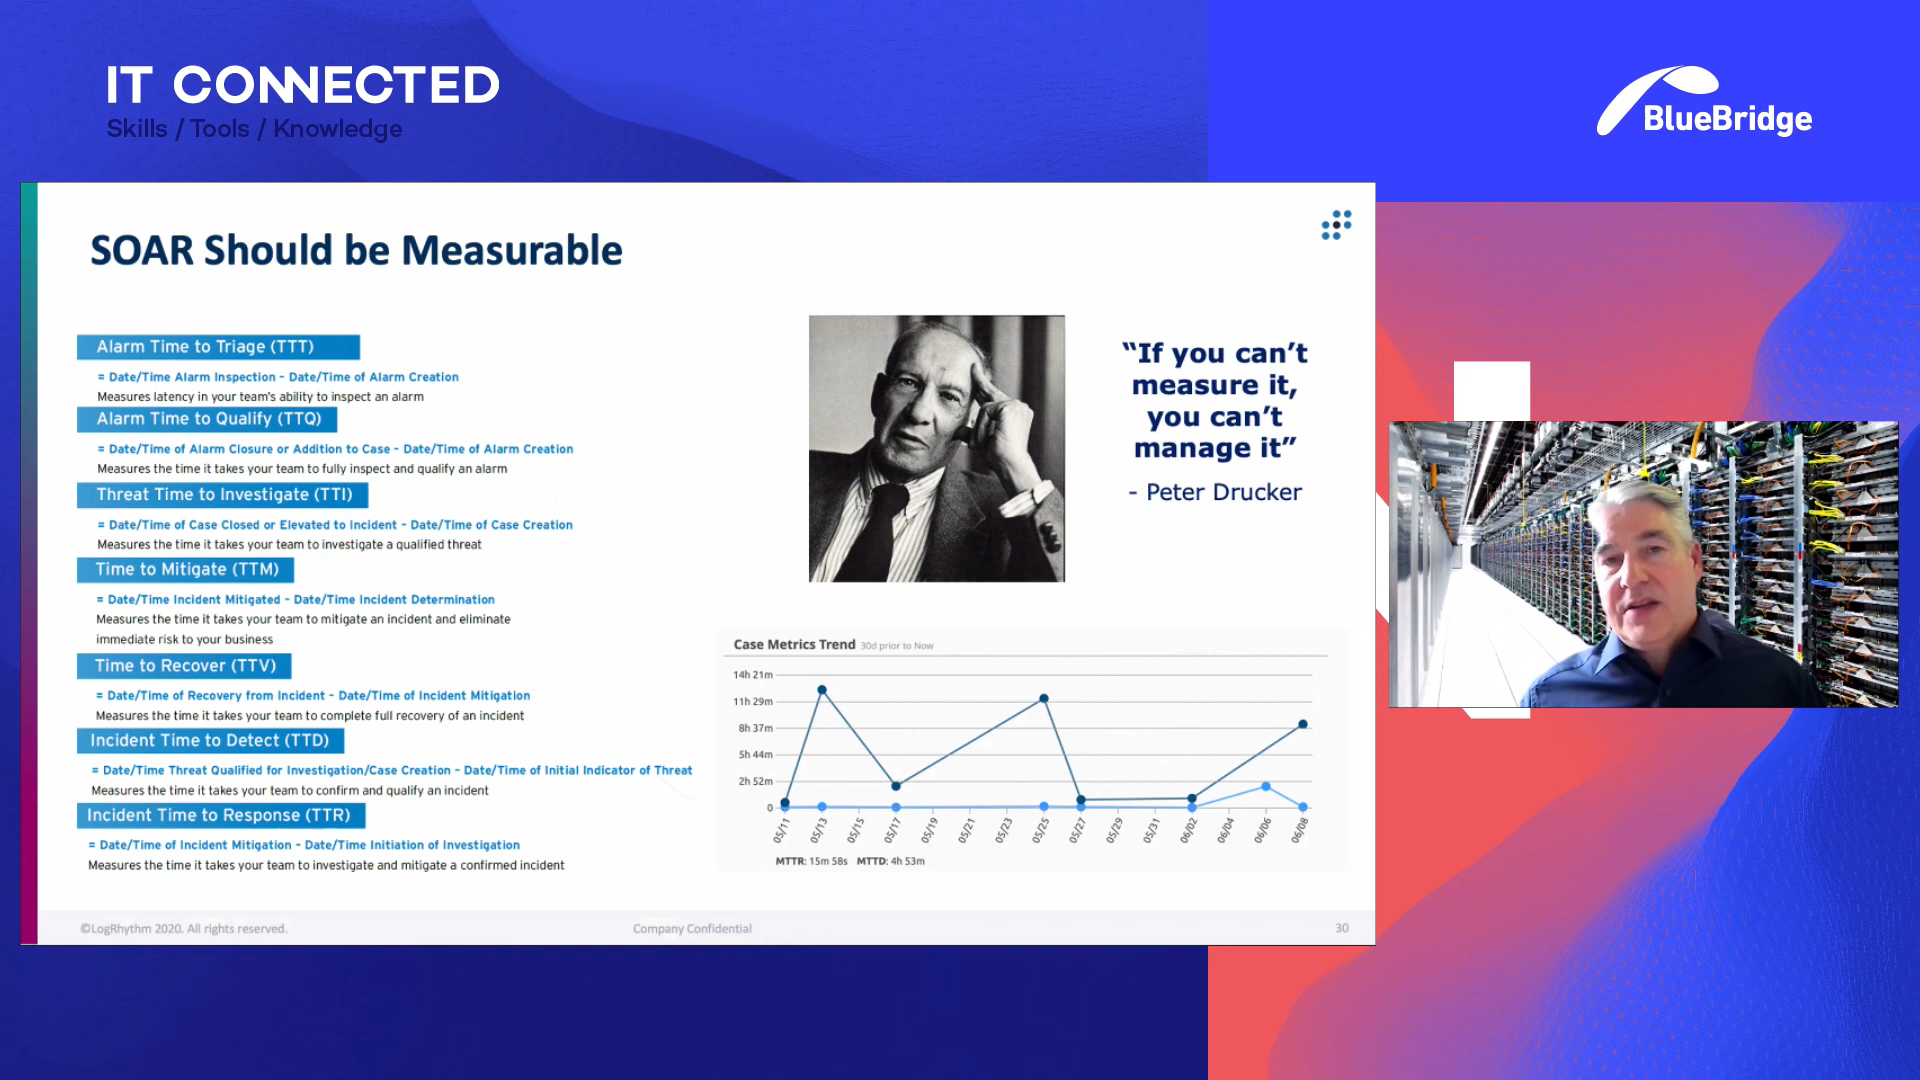 IT CONNECTED
Skills / Tools / Knowledge
BlueBridge
SOAR Should be Measurable
Alarm Time to Triage (TTT)
= Date/Time Alarm Inspection - Date/Time of Alarm Creation
Measures latency in your team's ability to inspect an alarm
Alarm Time to Qualify (TTQ)
= Date/Time of Alarm Closure or Addition to Case - Date/Time of Alarm Creation
Measures the time it takes your team to fully inspect and qualify an alarm
Threat Time to Investigate (TTI)
= Date/Time of Case Closed or Elevated to Incident - Date/Time of Case Creation
Measures the time it takes your team to investigate a qualified threat
Time to Mitigate (TTM)
= Date/Time Incident Mitigated - Date/Time Incident Determination
Measures the time it takes your team to mitigate an incident and eliminate
immediate risk to your business
Time to Recover (TTV)
= Date/Time of Recovery from Incident - Date/Time of Incident Mitigation
Measures the time it takes your team to complete full recovery of an incident
Incident Time to Detect (TTD)
= Date/Time Threat Qualified for Investigation/Case Creation - Date/Time of Initial Indicator of Threat
Measures the time it takes your team to confirm and qualify an incident
Incident Time to Response (TTR)
= Date/Time of Incident Mitigation - Date/Time Initiation of Investigation
Measures the time it takes your team to investigate and mitigate a confirmed incident
“If you can’t
measure it,
you can’t
manage it”
- Peter Drucker
Case Metrics Trend 30d prior to Now
14h 21m
11h 29m
8h 37m
5h 44m
2h 52m
0
05/11 05/13 05/15 05/17 05/19 05/21 05/23 05/25 05/27 05/29 05/31 06/02 06/04 06/06 06/08
MTTR: 15m 58s MTTD: 4h 53m
©LogRhythm 2020. All rights reserved.
Company Confidential
30